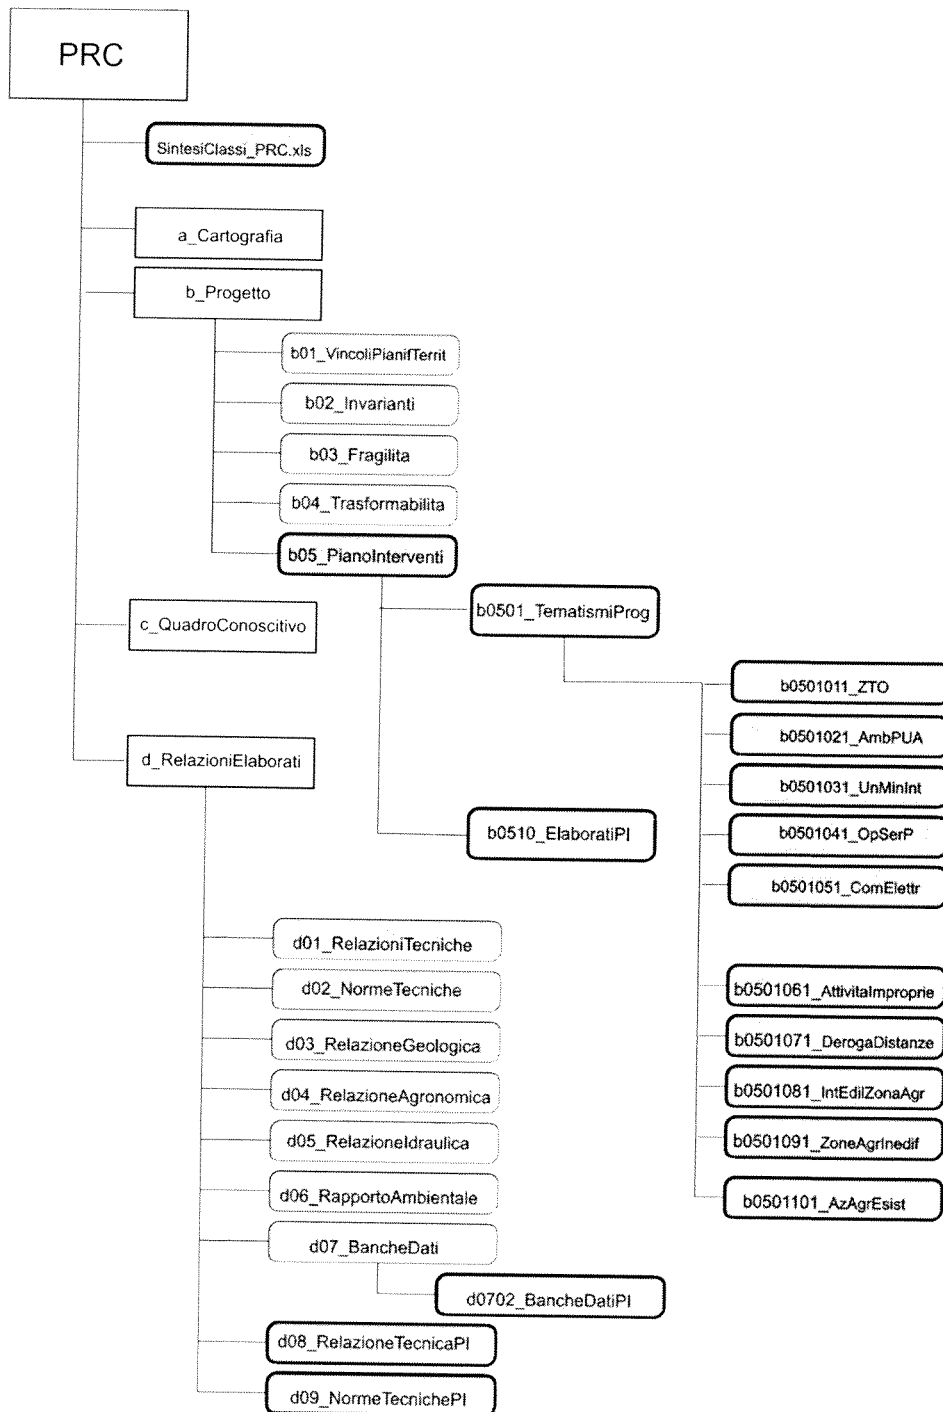 PRC
SintesiClassi_PRC.xls
a_Cartografia
b_Progetto
b01_VincoliPianifTerrit
b02_Invarianti
b03_Fragilita
b04_Trasformabilita
b05_PianoInterventi
b0501_TematismiProg
c_QuadroConoscitivo
b0501011_ZTO
b0501021_AmbPUA
d_RelazioniElaborati
b0501031_UnMinInt
b0510_ElaboratiPI
b0501041_OpSerP
b0501051_ComElettr
d01_RelazioniTecniche
d02_NormeTecniche
b0501061_AttivitaImproprie
d03_RelazioneGeologica
b0501071_DerogaDistanze
d04_RelazioneAgronomica
b0501081_IntEdilZonaAgr
d05_RelazioneIdraulica
b0501091_ZoneAgrInedif
d06_RapportoAmbientale
b0501101_AzAgrEsist
d07_BancheDati
d0702_BancheDatiPI
d08_RelazioneTecnicaPI
d09_NormeTecnichePI